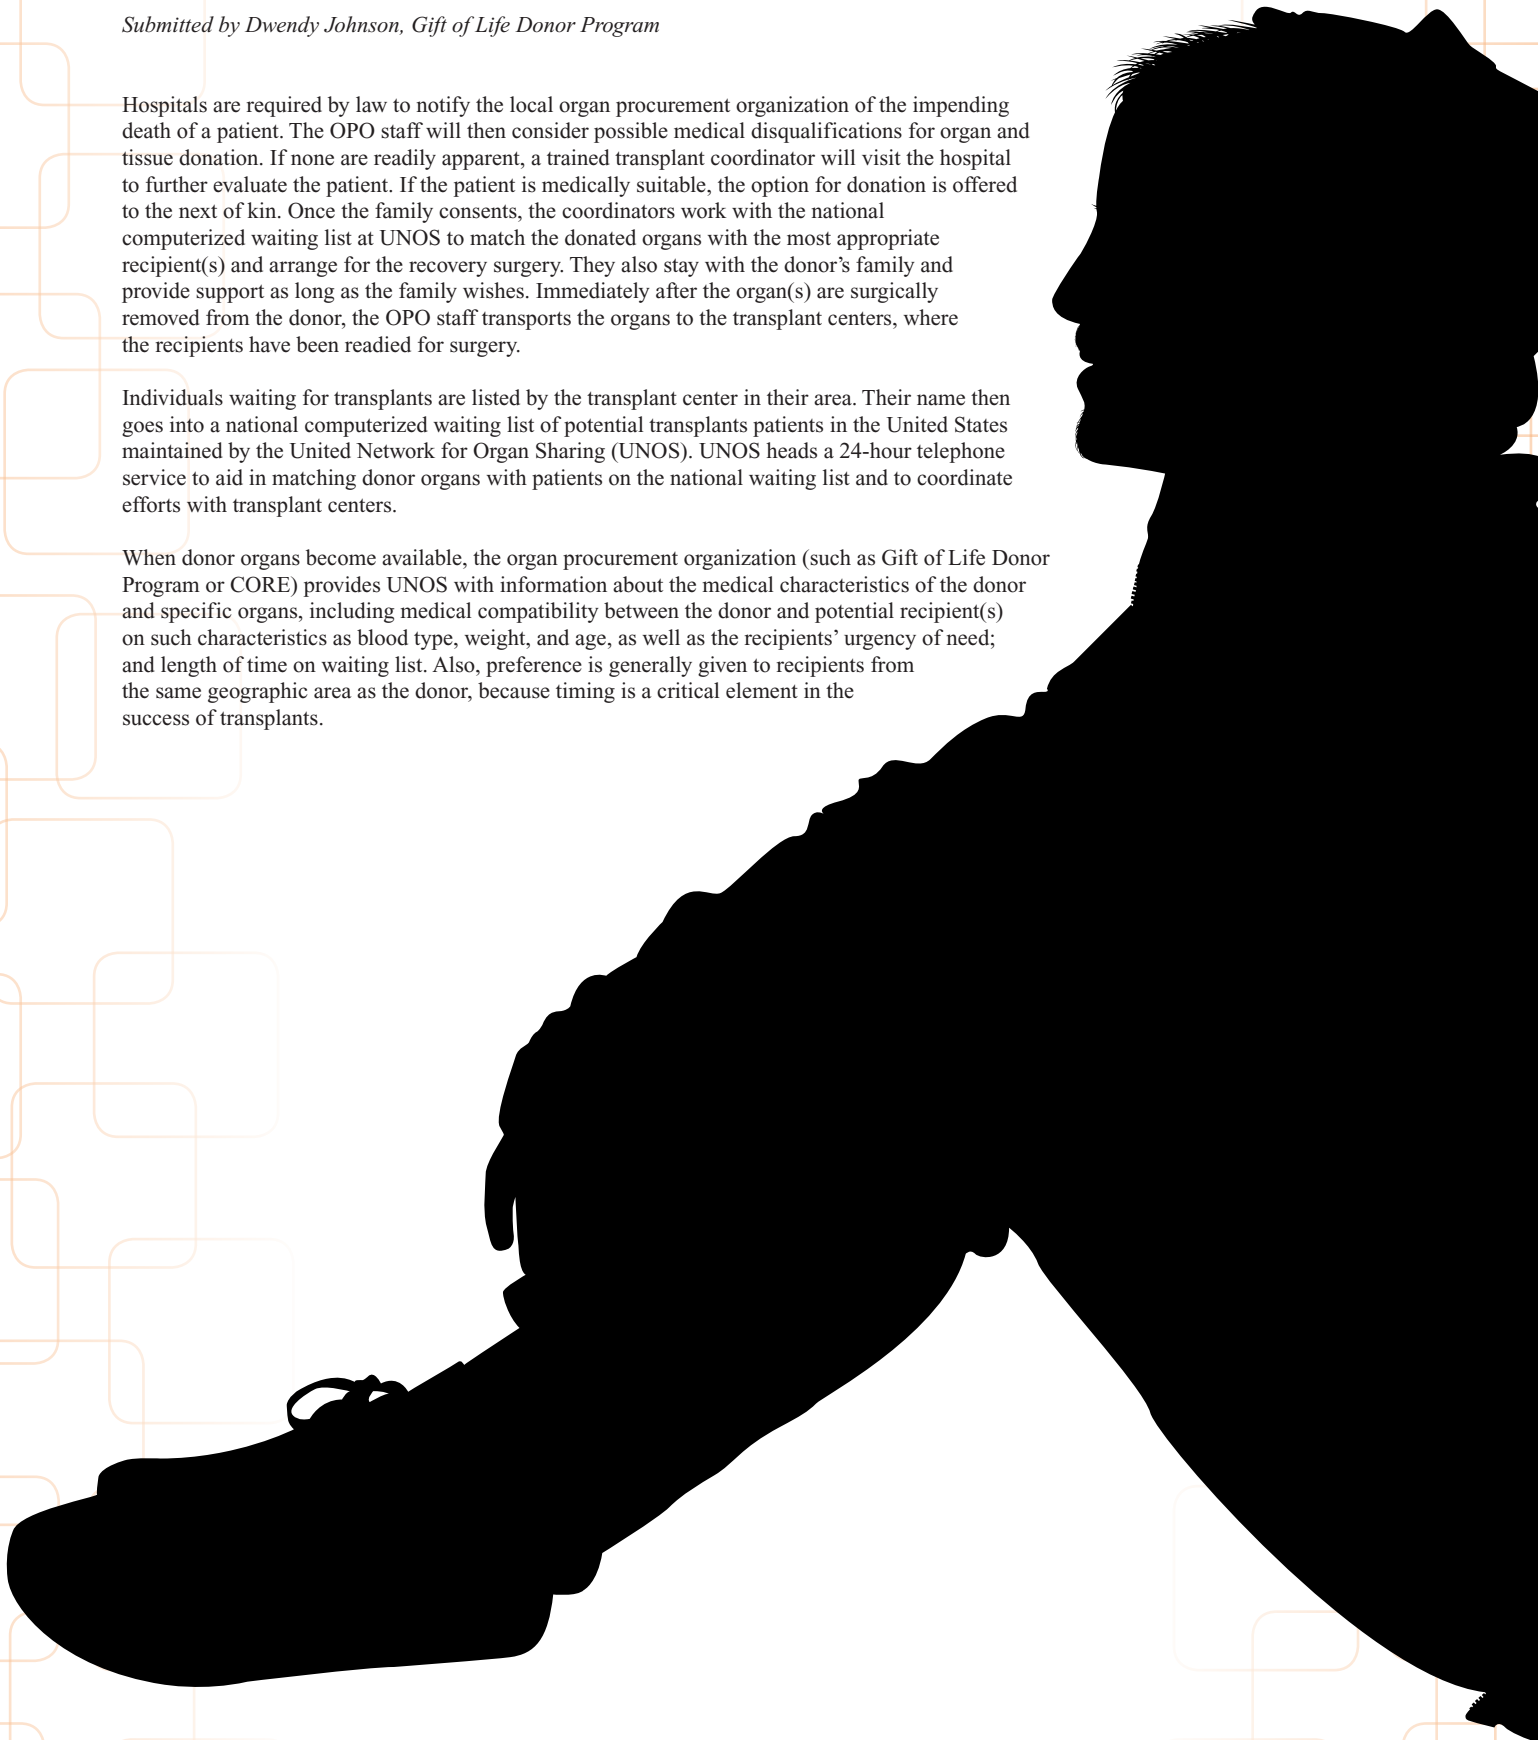 Submitted by Dwendy Johnson, Gift of Life Donor Program
Hospitals are required by law to notify the local organ procurement organization of the impending
death of a patient. The OPO staff will then consider possible medical disqualifications for organ and
tissue donation. If none are readily apparent, a trained transplant coordinator will visit the hospital
to further evaluate the patient. If the patient is medically suitable, the option for donation is offered
to the next of kin. Once the family consents, the coordinators work with the national
computerized waiting list at UNOS to match the donated organs with the most appropriate
recipient(s) and arrange for the recovery surgery. They also stay with the donor’s family and
provide support as long as the family wishes. Immediately after the organ(s) are surgically
removed from the donor, the OPO staff transports the organs to the transplant centers, where
the recipients have been readied for surgery.
Individuals waiting for transplants are listed by the transplant center in their area. Their name then
goes into a national computerized waiting list of potential transplants patients in the United States
maintained by the United Network for Organ Sharing (UNOS). UNOS heads a 24-hour telephone
service to aid in matching donor organs with patients on the national waiting list and to coordinate
efforts with transplant centers.
When donor organs become available, the organ procurement organization (such as Gift of Life Donor
Program or CORE) provides UNOS with information about the medical characteristics of the donor
and specific organs, including medical compatibility between the donor and potential recipient(s)
on such characteristics as blood type, weight, and age, as well as the recipients’ urgency of need;
and length of time on waiting list. Also, preference is generally given to recipients from
the same geographic area as the donor, because timing is a critical element in the
success of transplants.